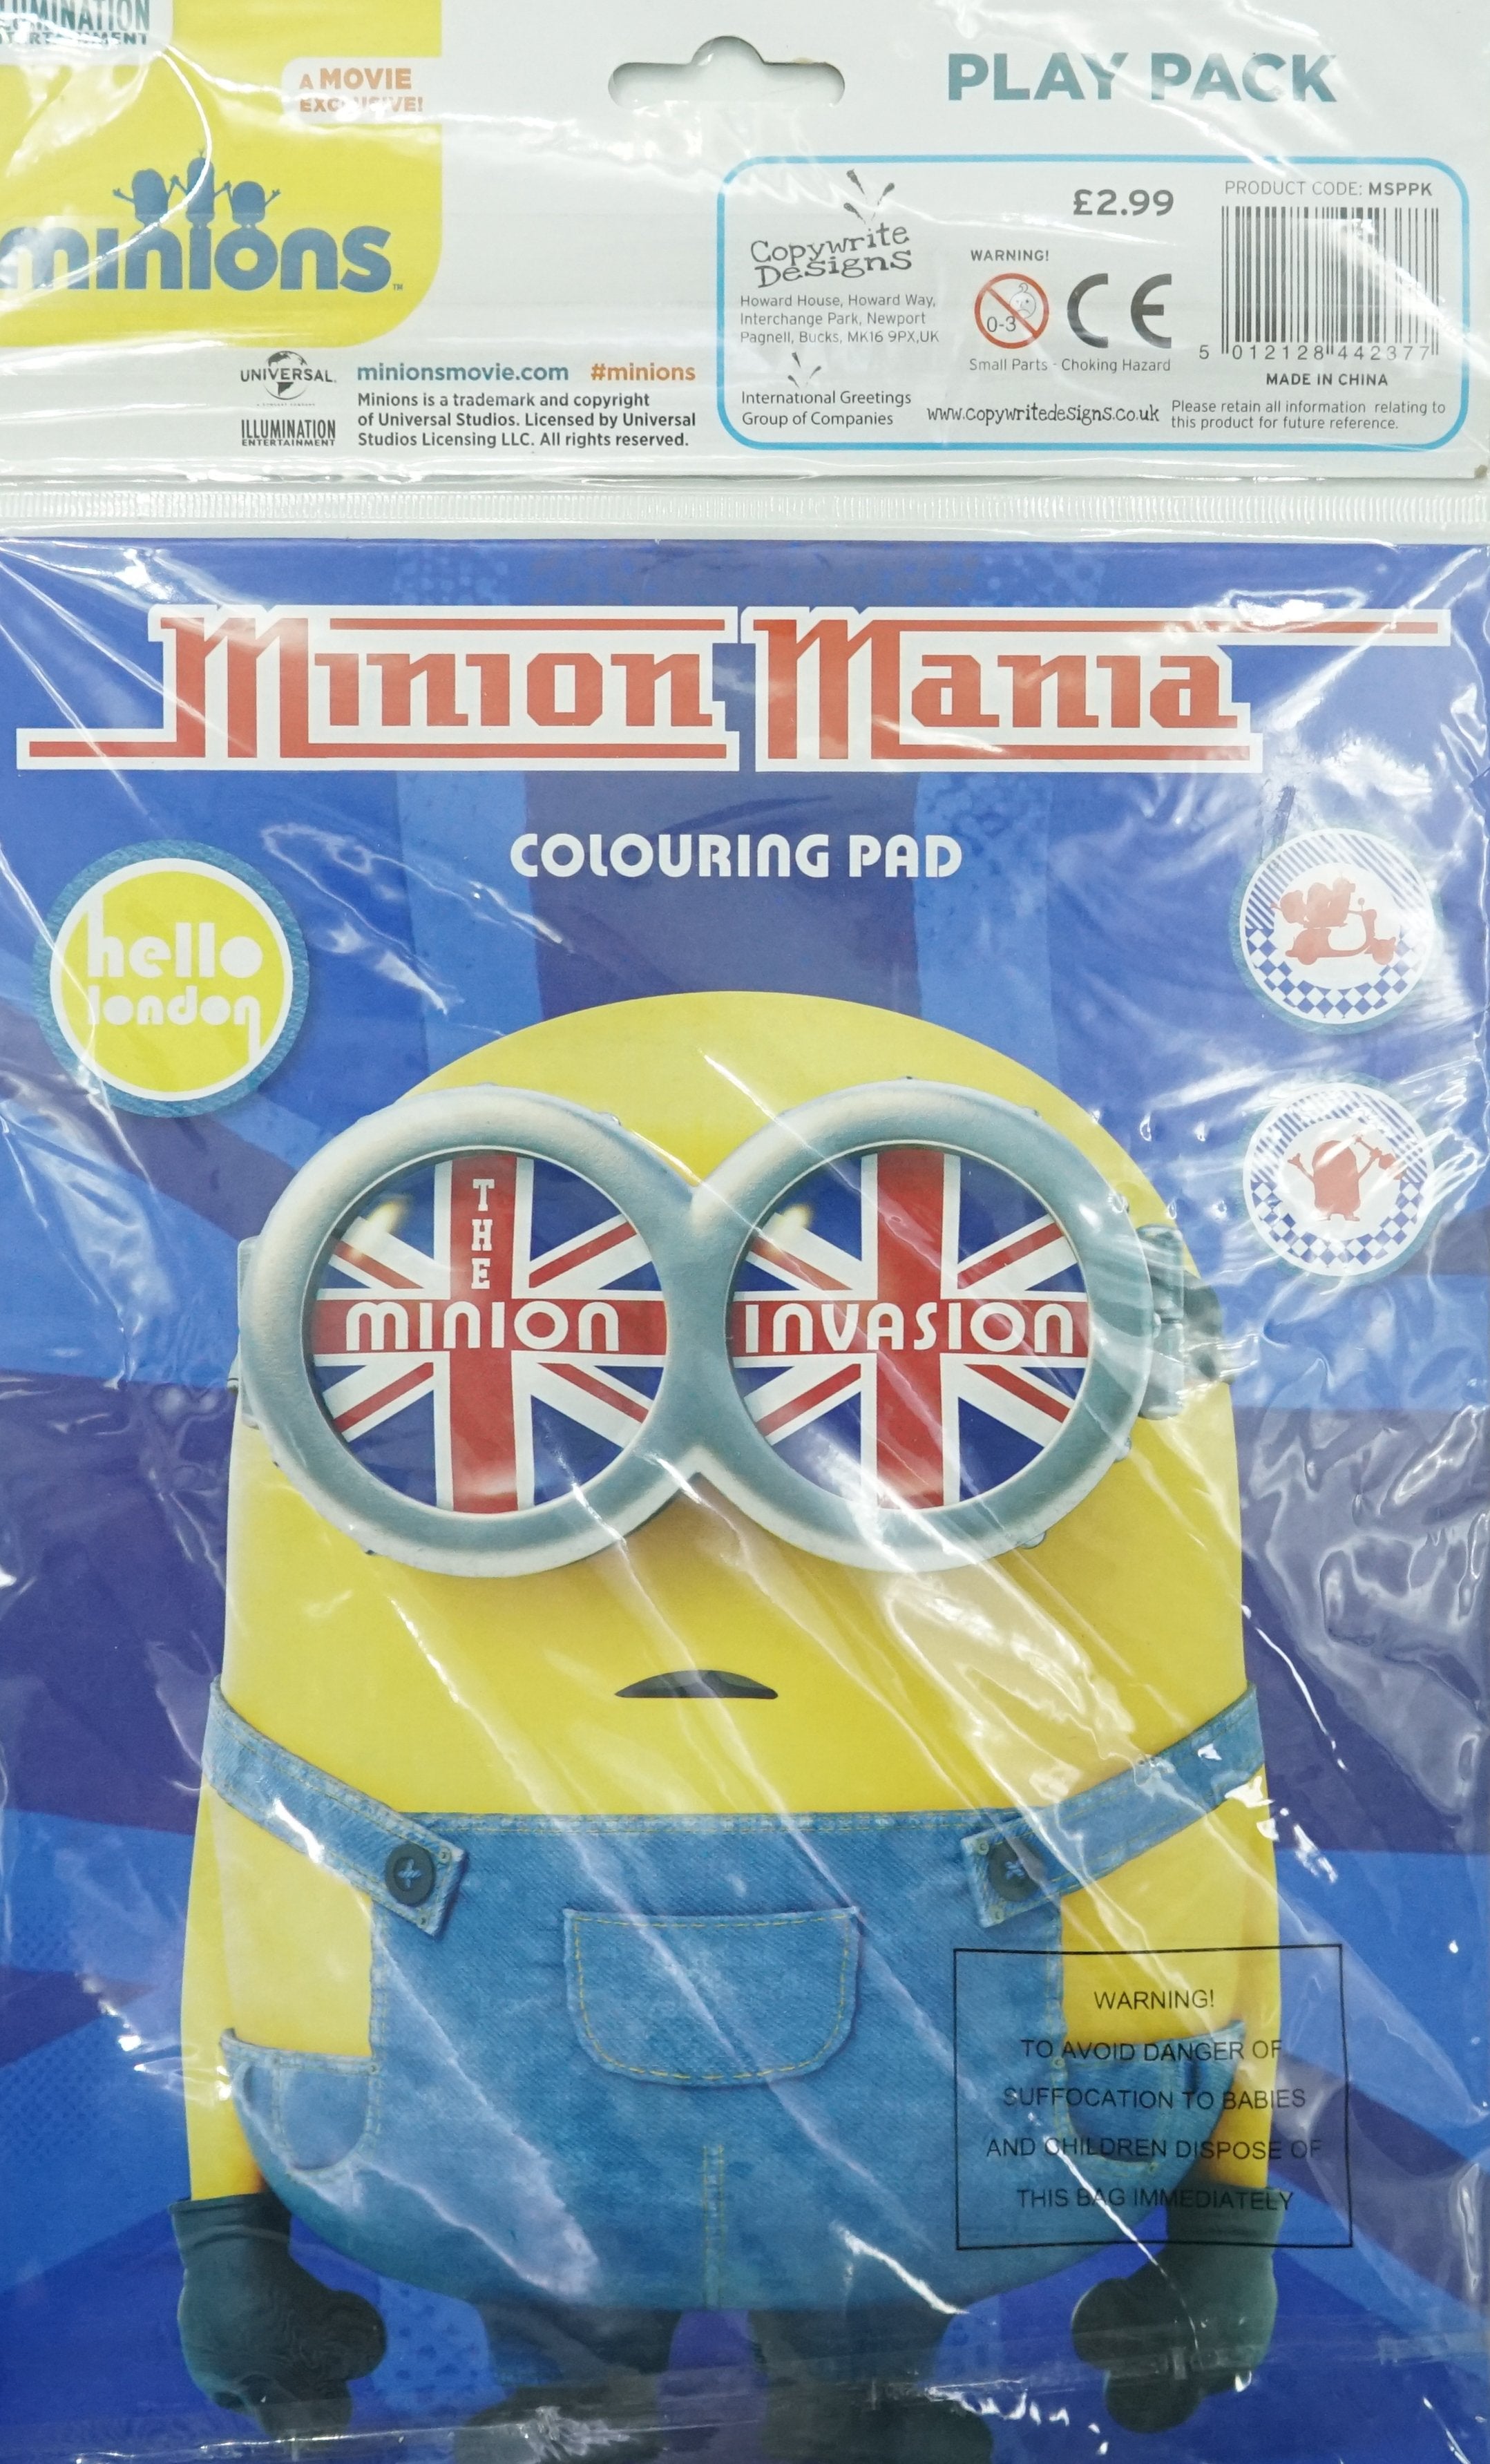 ILLUMINATION
ENTERTAINMENT
A MOVIE
EXCLUSIVE!
minions™
PLAY PACK
Copywrite
Designs
Howard House, Howard Way,
Interchange Park, Newport
Pagnell, Bucks, MK16 9PX,UK
International Greetings
Group of Companies
£2.99
WARNING!
0-3
CE
Small Parts - Choking Hazard
www.copywritedesigns.co.uk
PRODUCT CODE: MSPPK
5 012128 442377
MADE IN CHINA
Please retain all information relating to
this product for future reference.
UNIVERSAL
ILLUMINATION
ENTERTAINMENT
minionsmovie.com #minions
Minions is a trademark and copyright
of Universal Studios. Licensed by Universal
Studios Licensing LLC. All rights reserved.
Minion Mania
COLOURING PAD
hello
london
THE
MINION INVASION
WARNING!
TO AVOID DANGER OF
SUFFOCATION TO BABIES
AND CHILDREN DISPOSE OF
THIS BAG IMMEDIATELY